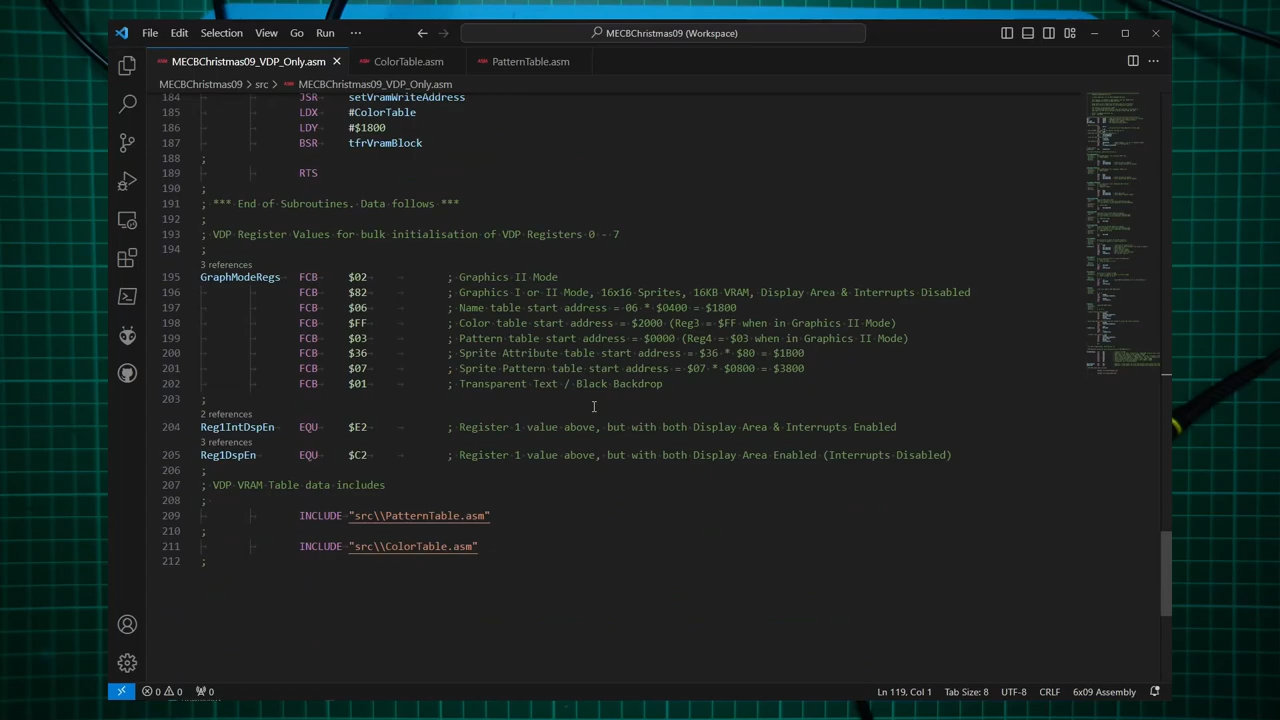 File Edit Selection View Go Run ··· MECBChristmas09 (Workspace)
MECBChristmas09_VDP_Only.asm ColorTable.asm PatternTable.asm
MECBChristmas09 > src > MECBChristmas09_VDP_Only.asm
184 JSR setVramWriteAddress
185 LDX #ColorTable
186 LDY #$1800
187 BSR tfrVramBlock
188 ;
189 RTS
190 ;
191 ; *** End of Subroutines. Data follows ***
192 ;
193 ; VDP Register Values for bulk initialisation of VDP Registers 0 - 7
194 ;
3 references
195 GraphModeRegs FCB $02 ; Graphics II Mode
196 FCB $82 ; Graphics I or II Mode, 16x16 Sprites, 16KB VRAM, Display Area & Interrupts Disabled
197 FCB $06 ; Name table start address = 06 * $0400 = $1800
198 FCB $FF ; Color table start address = $2000 (Reg3 = $FF when in Graphics II Mode)
199 FCB $03 ; Pattern table start address = $0000 (Reg4 = $03 when in Graphics II Mode)
200 FCB $36 ; Sprite Attribute table start address = $36 * $80 = $1B00
201 FCB $07 ; Sprite Pattern table start address = $07 * $0800 = $3800
202 FCB $01 ; Transparent Text / Black Backdrop
203 ;
2 references
204 Reg1IntDspEn EQU $E2 ; Register 1 value above, but with both Display Area & Interrupts Enabled
3 references
205 Reg1DspEn EQU $C2 ; Register 1 value above, but with both Display Area Enabled (Interrupts Disabled)
206 ;
207 ; VDP VRAM Table data includes
208 ;
209 INCLUDE "src\\PatternTable.asm"
210 ;
211 INCLUDE "src\\ColorTable.asm"
212 ;
0 0 0 Ln 119, Col 1 Tab Size: 8 UTF-8 CRLF 6x09 Assembly